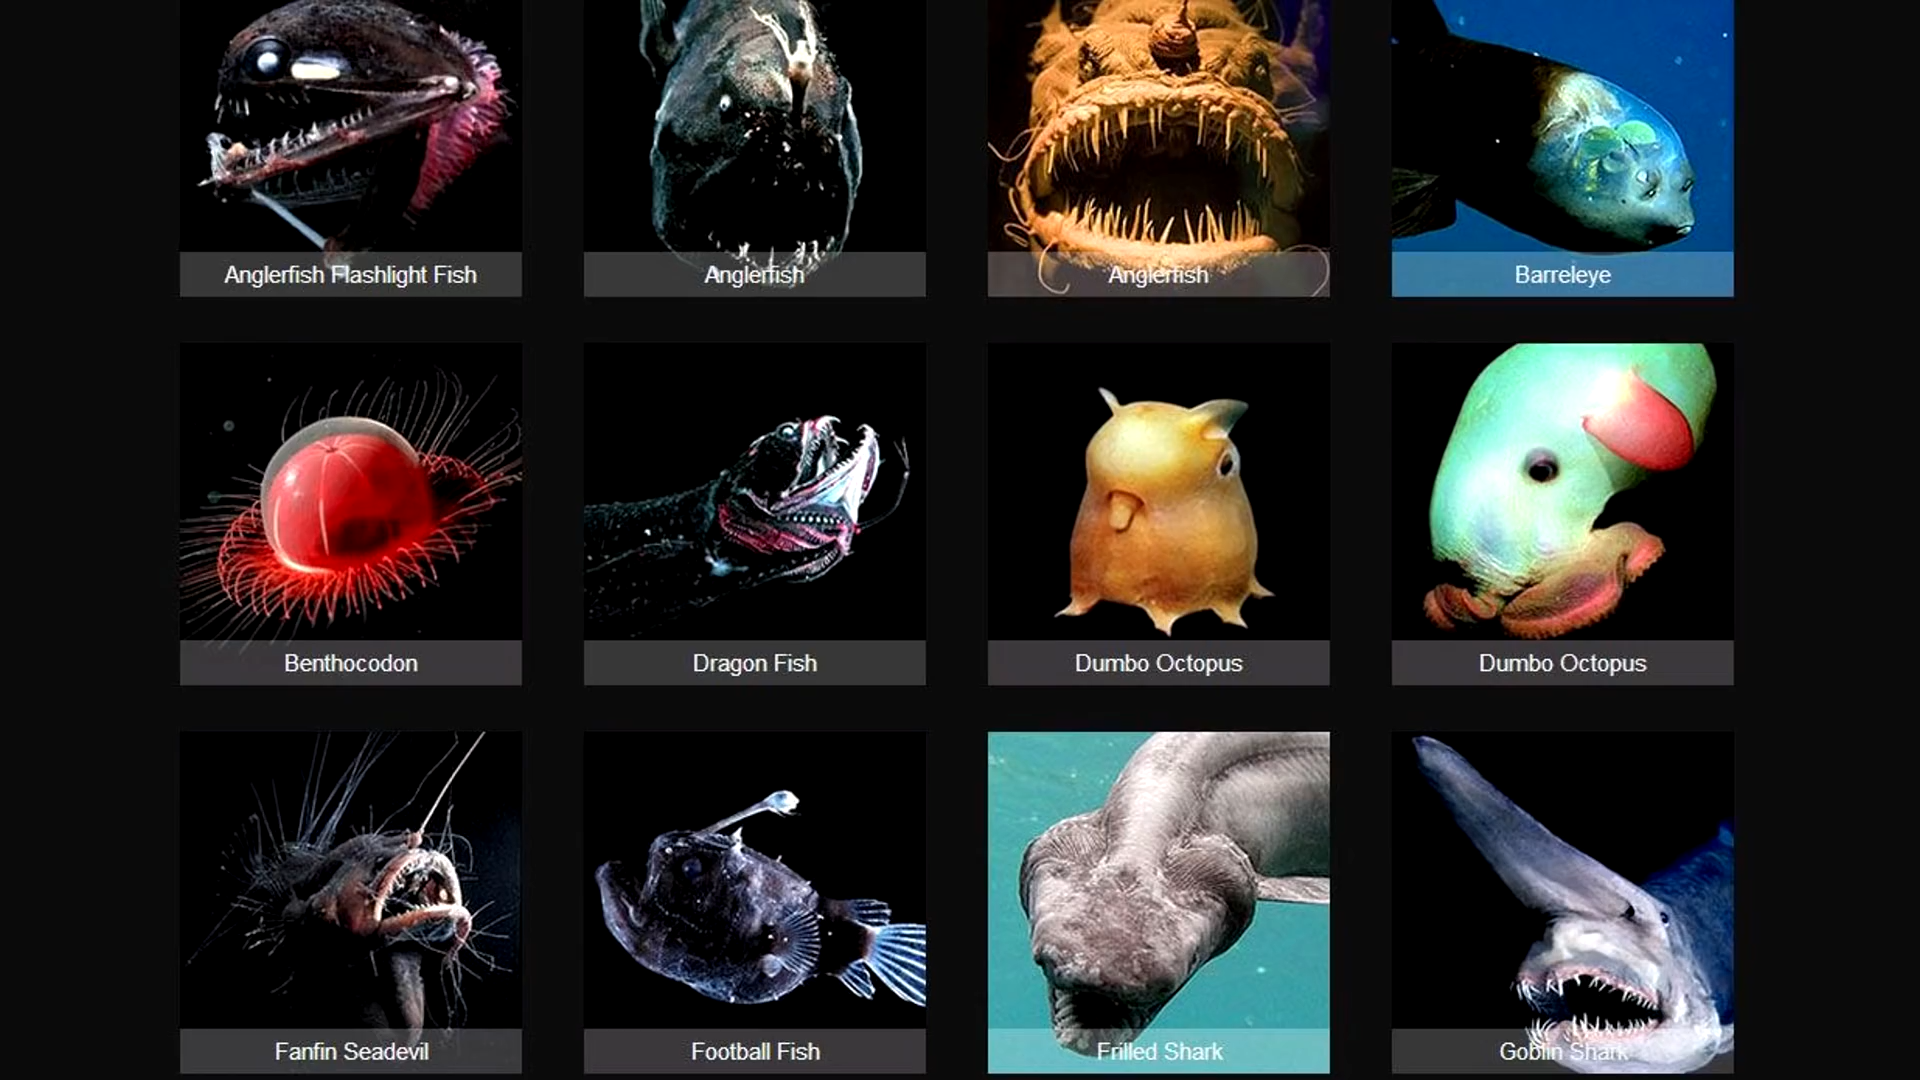 Anglerfish Flashlight Fish
Anglerfish
Anglerfish
Barreleye
Benthocodon
Dragon Fish
Dumbo Octopus
Dumbo Octopus
Fanfin Seadevil
Football Fish
Frilled Shark
Goblin Shark